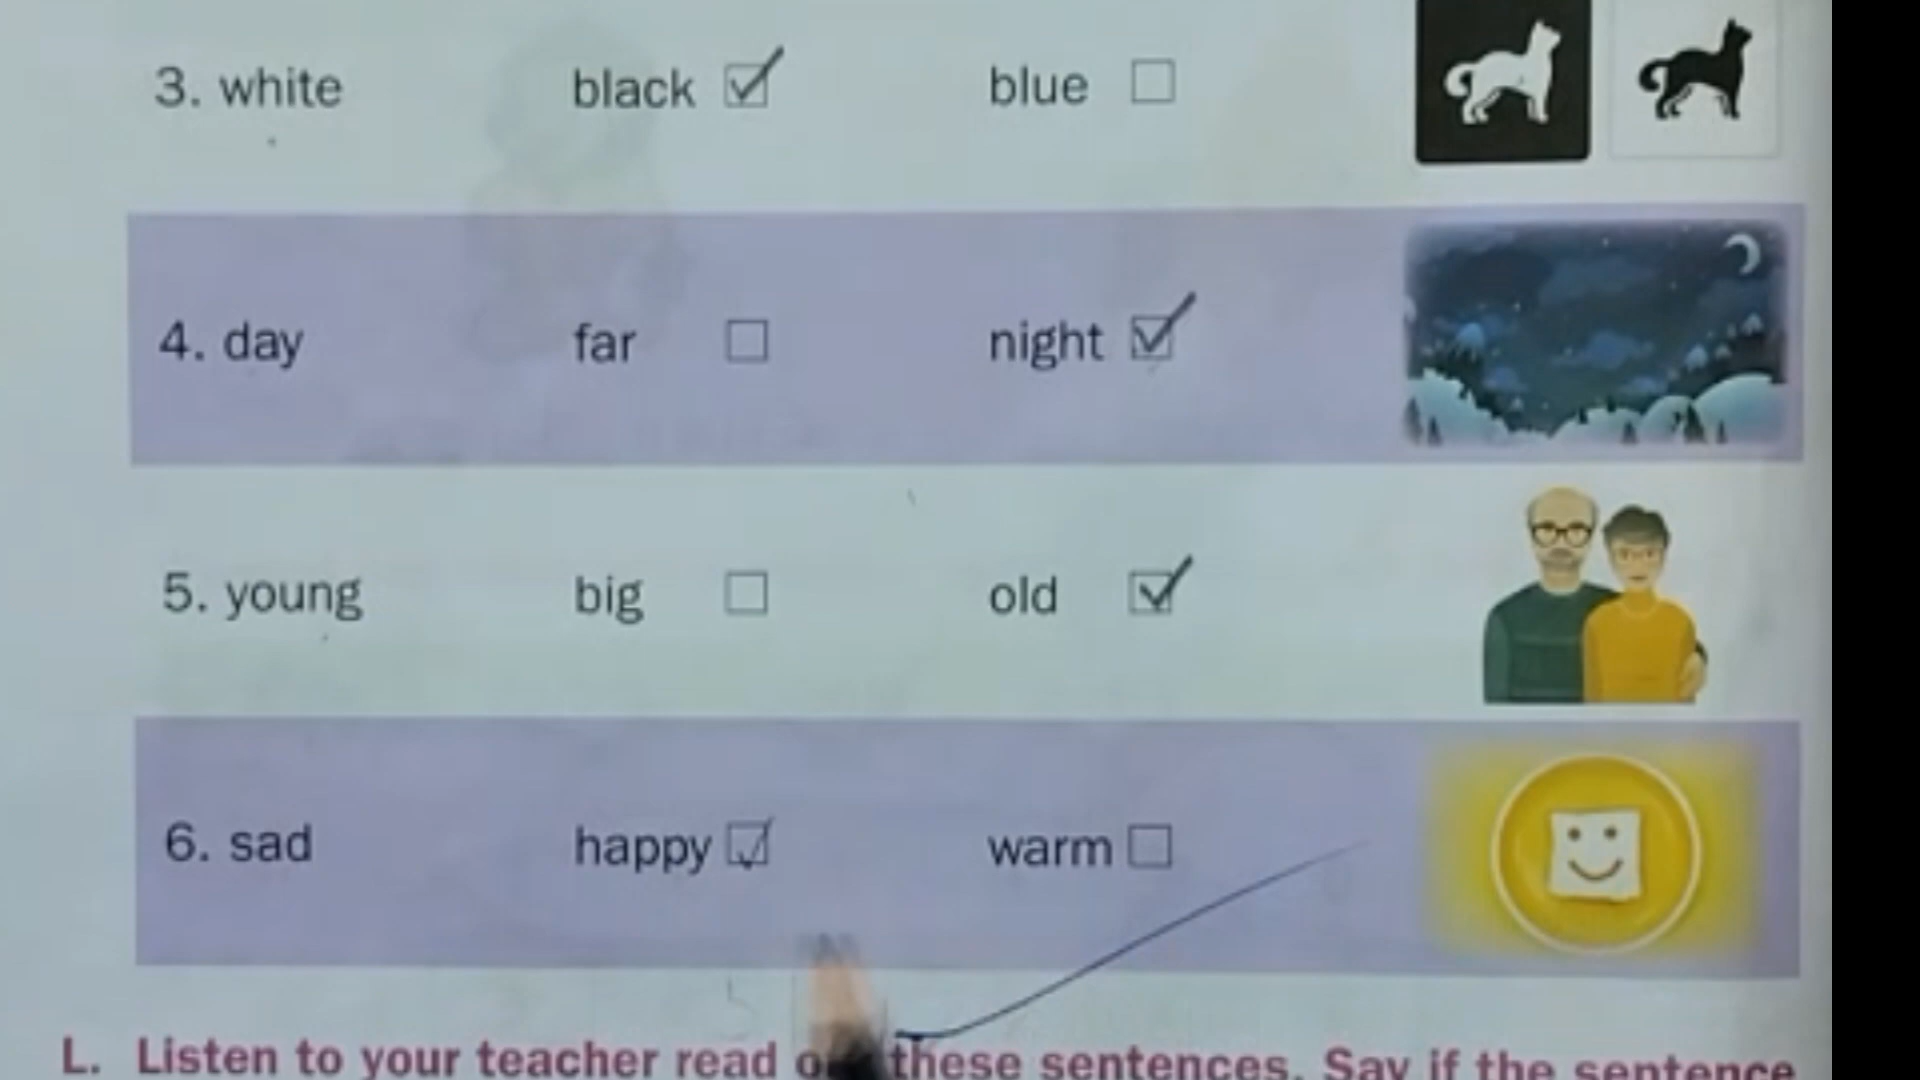 3. white black blue
4. day far night
5. young big old
6. sad happy warm
L. Listen to your teacher read these sentences. Say if the sentence